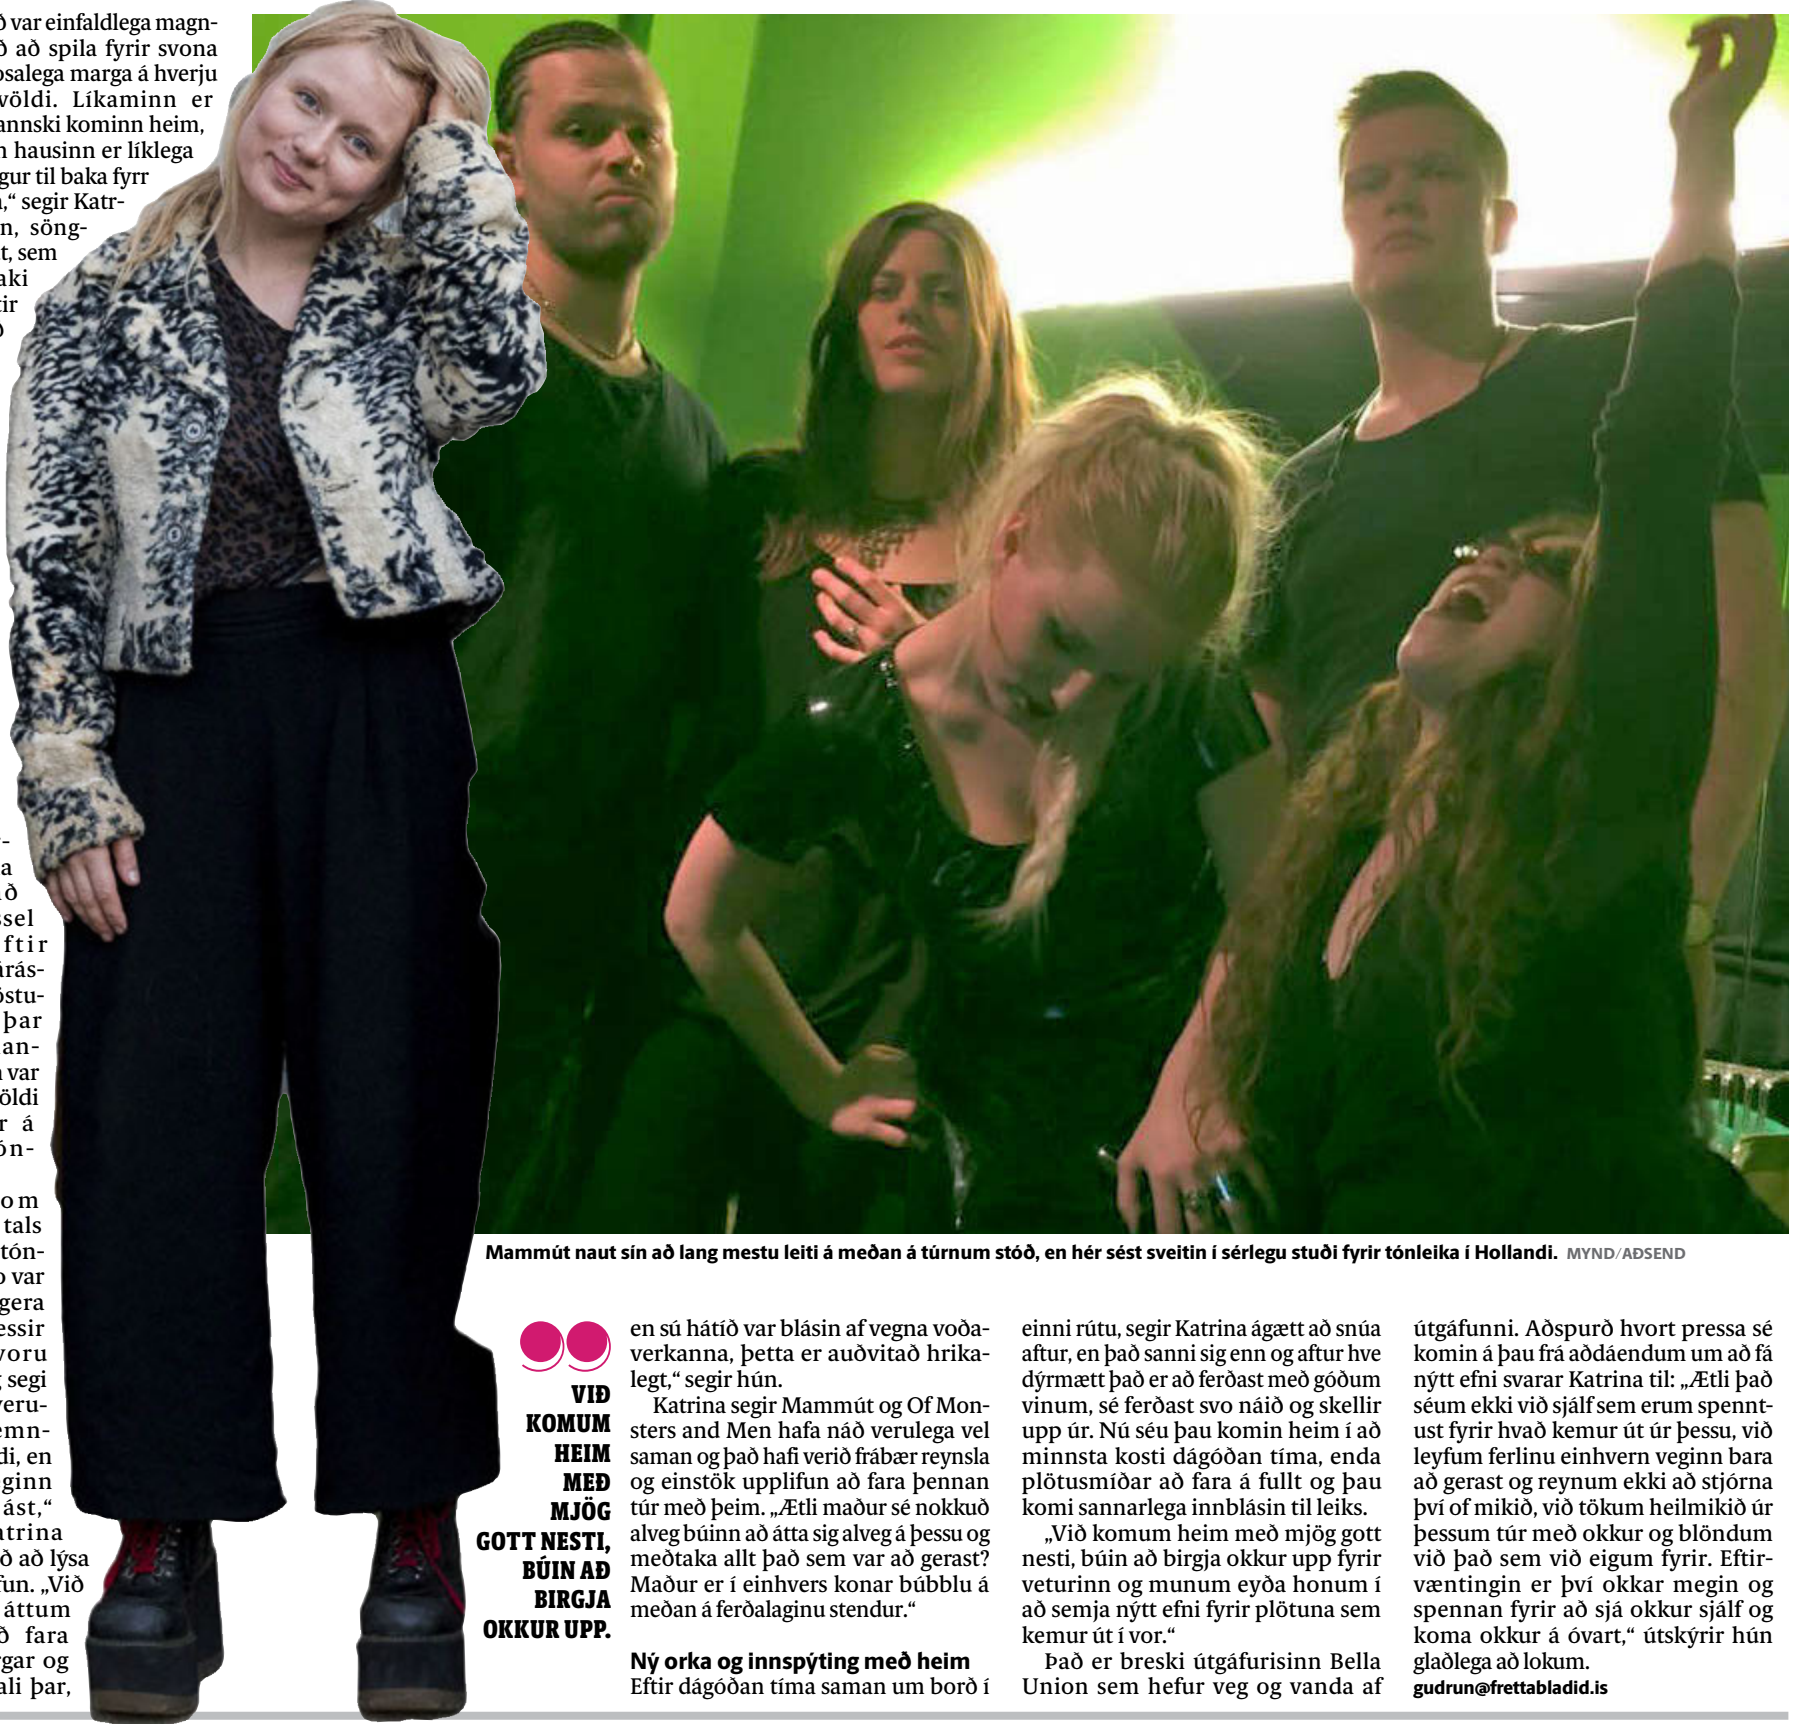 var einfaldlega magn-
að spila fyrir svona
marga á hverju
völdi. Líkaminn er
kominn heim,
hausinn er líklega
til baka fyrr
segir Katr-
söng-
sem
ssel
þar
var
á
tals
tón-
var
gera
voru
segi
en
ást,“
að lýsa
„Við
áttum
fara
og
þar,
Mammút naut sín að lang mestu leiti á meðan á túrnum stóð, en hér sést sveitin í sérlegu stuði fyrir tónleika í Hollandi. MYND/AÐSEND
VIÐ
KOMUM
HEIM
MEÐ
MJÖG
GOTT NESTI,
BÚIN AÐ
BIRGJA
OKKUR UPP.
en sú hátíð var blásin af vegna voða-
verkanna, þetta er auðvitað hrika-
legt,“ segir hún.
Katrina segir Mammút og Of Mon-
sters and Men hafa náð verulega vel
saman og það hafi verið frábær reynsla
og einstök upplifun að fara þennan
túr með þeim. „Ætli maður sé nokkuð
alveg búinn að átta sig alveg á þessu og
meðtaka allt það sem var að gerast?
Maður er í einhvers konar búbblu á
meðan á ferðalaginu stendur.“
Ný orka og innspýting með heim
Eftir dágóðan tíma saman um borð í
einni rútu, segir Katrina ágætt að snúa
aftur, en það sanni sig enn og aftur hve
dýrmætt það er að ferðast með góðum
vinum, sé ferðast svo náið og skellir
upp úr. Nú séu þau komin heim í að
minnsta kosti dágóðan tíma, enda
plötusmíðar að fara á fullt og þau
komi sannarlega innblásin til leiks.
„Við komum heim með mjög gott
nesti, búin að birgja okkur upp fyrir
veturinn og munum eyða honum í
að semja nýtt efni fyrir plötuna sem
kemur út í vor.“
Það er breski útgáfurisinn Bella
Union sem hefur veg og vanda af
útgáfunni. Aðspurð hvort pressa sé
komin á þau frá aðdáendum um að fá
nýtt efni svarar Katrina til: „Ætli það
séum ekki við sjálf sem erum spennt-
ust fyrir hvað kemur út úr þessu, við
leyfum ferlinu einhvern veginn bara
að gerast og reynum ekki að stjórna
því of mikið, við tökum heilmikið úr
þessum túr með okkur og blöndum
við það sem við eigum fyrir. Eftir-
væntingin er því okkar megin og
spennan fyrir að sjá okkur sjálf og
koma okkur á óvart,“ útskýrir hún
glaðlega að lokum.
gudrun@frettabladid.is